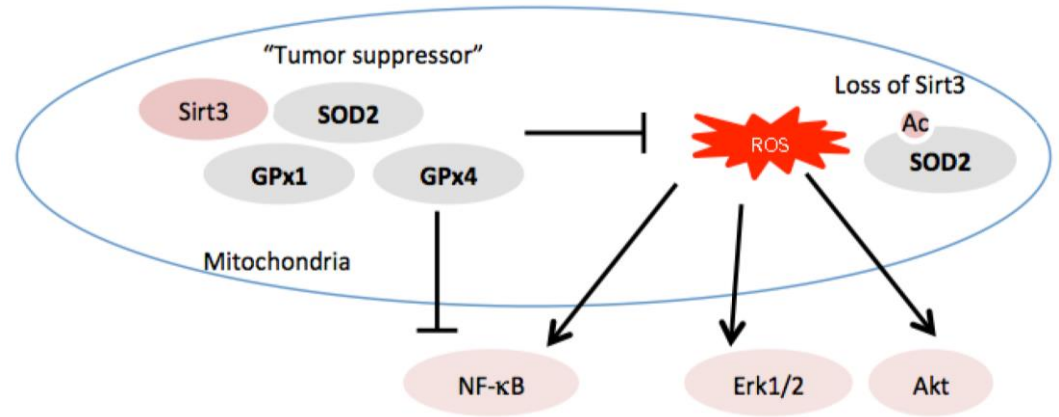 “Tumor suppressor”
Sirt3
SOD2
GPx1
GPx4
Mitochondria
ROS
Loss of Sirt3
Ac
SOD2
NF-κB
Erk1/2
Akt